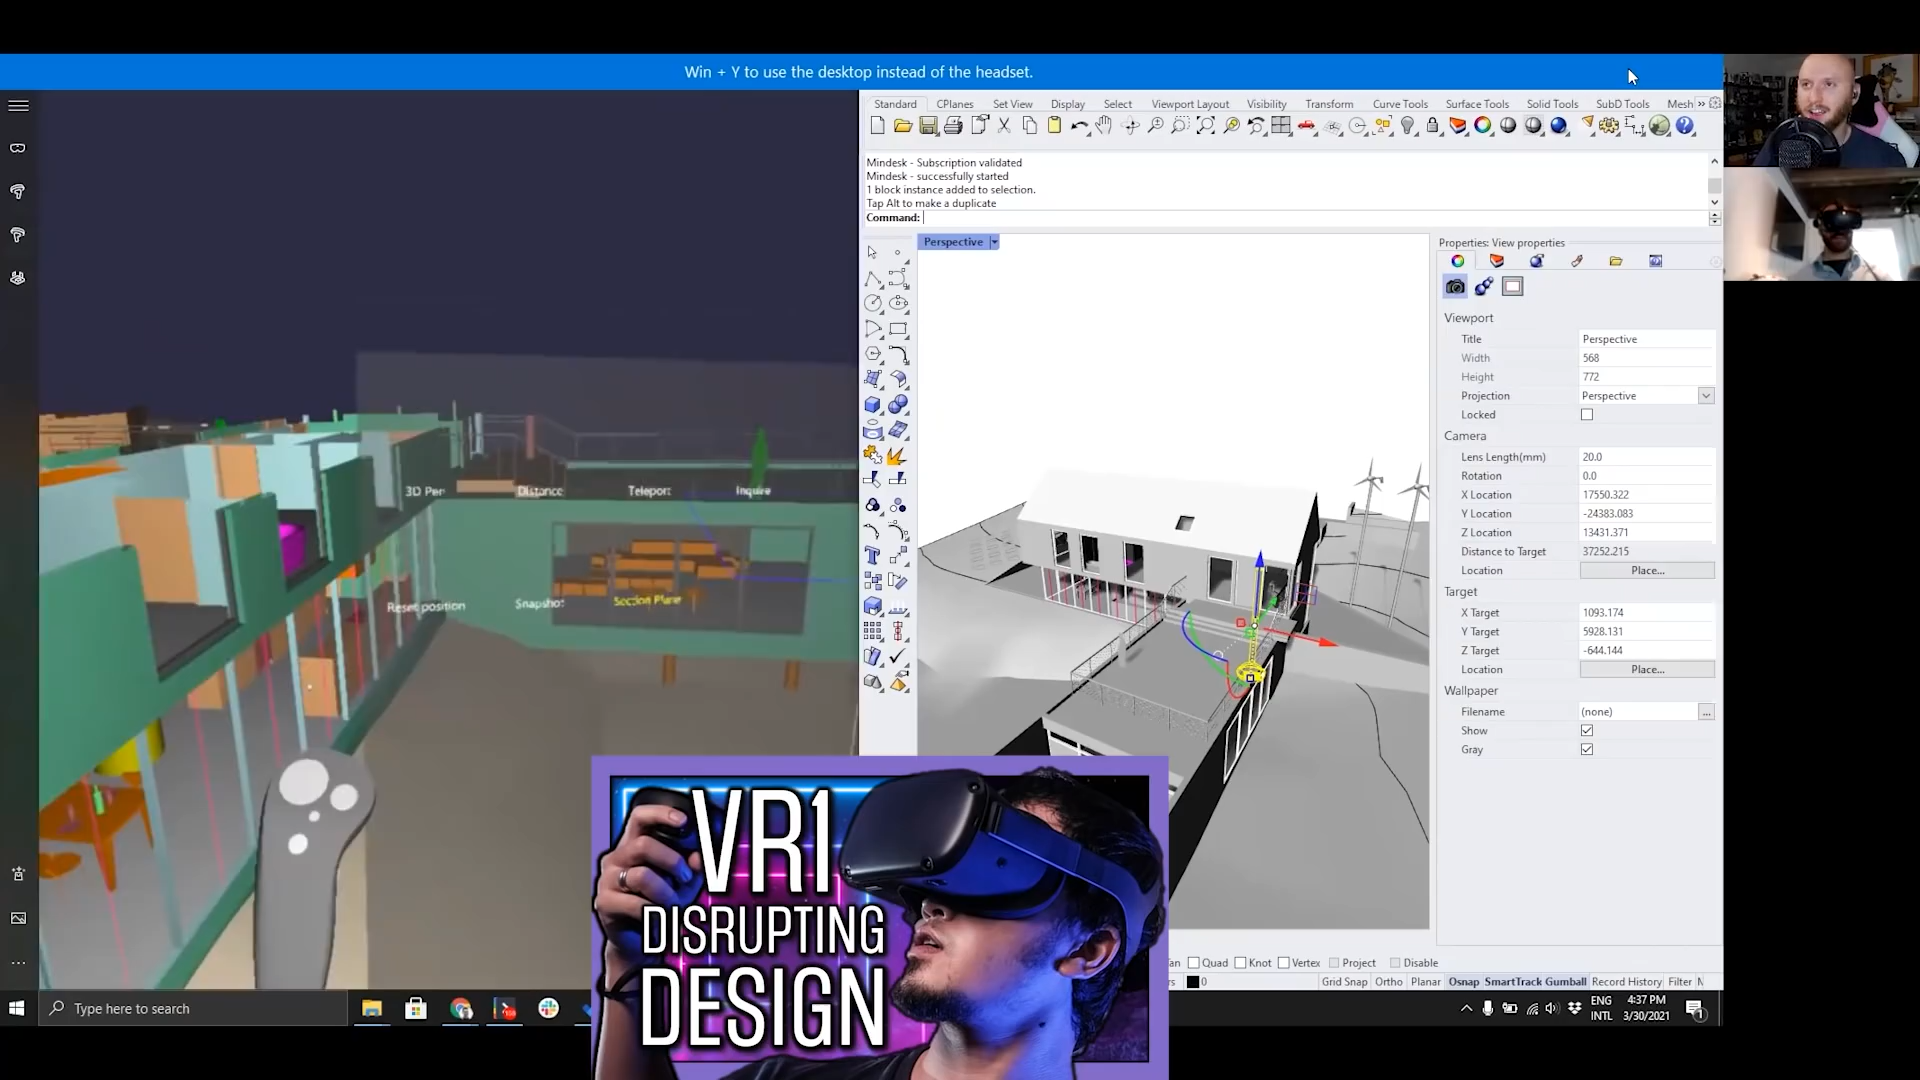 Win + Y to use the desktop instead of the headset.
Standard CPlanes Set View Display Select Viewport Layout Visibility Transform Curve Tools Surface Tools Solid Tools SubD Tools Mesh »
Mindesk - Subscription validated
Mindesk - successfully started
1 block instance added to selection.
Tap Alt to make a duplicate
Command:
Perspective
Properties: View properties
Viewport
Title Perspective
Width 568
Height 772
Projection Perspective
Locked
Camera
Lens Length(mm) 20.0
Rotation 0.0
X Location 17550.322
Y Location -24383.083
Z Location 13431.371
Distance to Target 37252.215
Location Place...
Target
X Target 1093.174
Y Target 5928.131
Z Target -644.144
Location Place...
Wallpaper
Filename (none) ...
Show
Gray
3D Pen Distance Teleport Inquire
Reset position Snapshot Section Plane
VR1
DISRUPTING
DESIGN
Quad Knot Vertex Project Disable
0 Grid Snap Ortho Planar Osnap SmartTrack Gumball Record History Filter
Type here to search
ENG
INTL
4:37 PM
3/30/2021
1